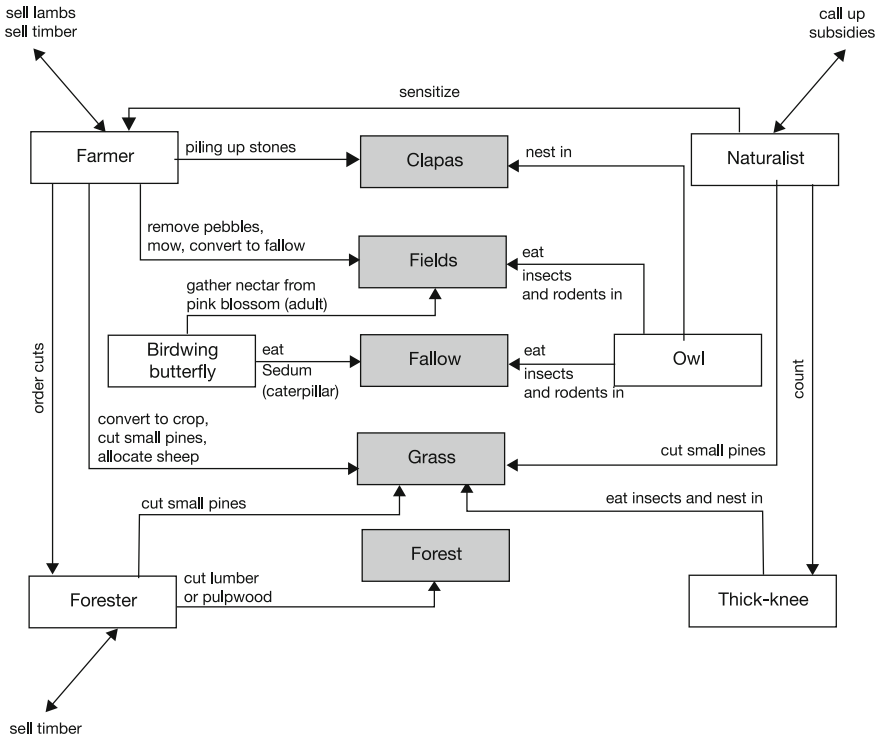 sell lambs
sell timber
call up
subsidies
sensitize
Farmer
piling up stones
Clapas
nest in
Naturalist
remove pebbles,
mow, convert to fallow
Fields
eat
insects
and rodents in
gather nectar from
pink blossom (adult)
Birdwing
butterfly
eat
Sedum
(caterpillar)
Fallow
eat
insects
and rodents in
Owl
order cuts
count
convert to crop,
cut small pines,
allocate sheep
Grass
cut small pines
cut small pines
eat insects and nest in
Forest
Forester
cut lumber
or pulpwood
Thick-knee
sell timber